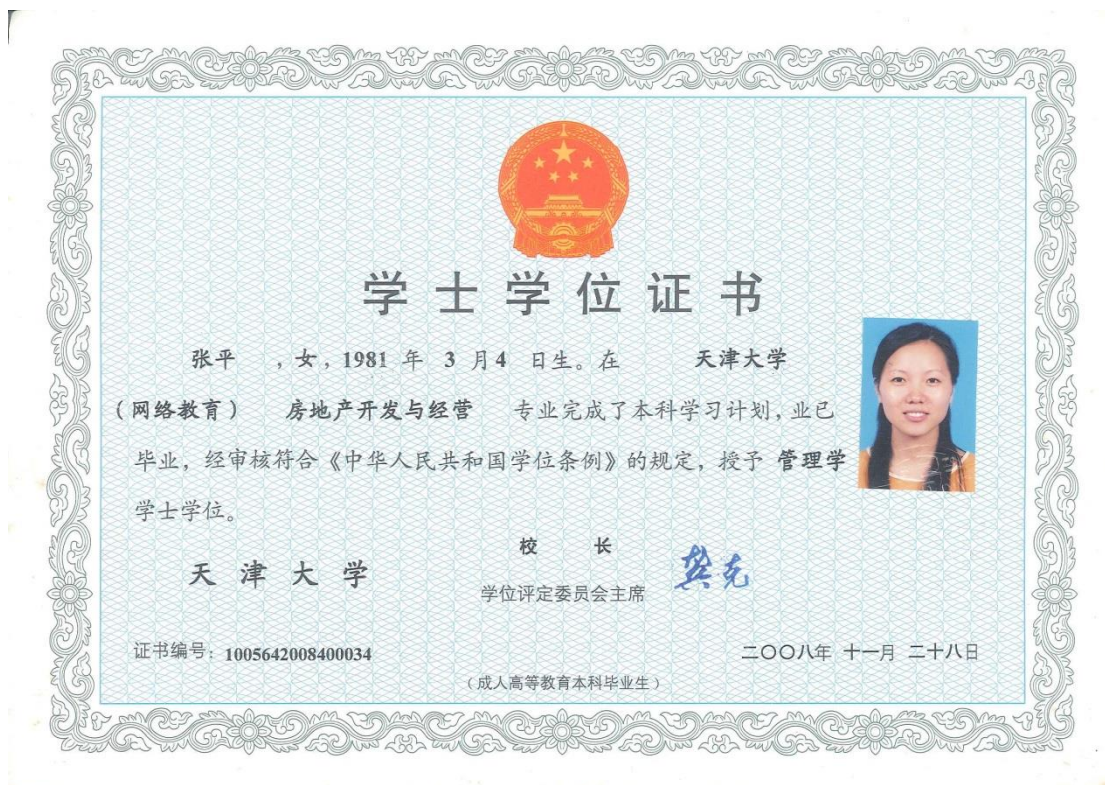 学士学位证书
张平 ，女，1981 年 3 月4 日生。在 天津大学
（网络教育） 房地产开发与经营 专业完成了本科学习计划，业已
毕业，经审核符合《中华人民共和国学位条例》的规定，授予 管理学
学士学位。
校 长
天津大学
龚克
学位评定委员会主席
证书编号：1005642008400034
二〇〇八年 十一月 二十八日
（成人高等教育本科毕业生）